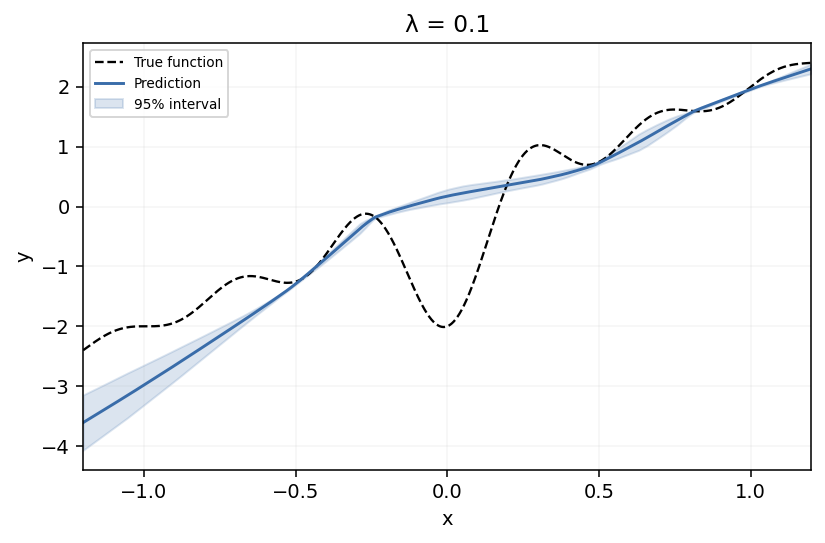 λ = 0.1
True function
Prediction
95% interval
y
2
1
0
−1
−2
−3
−4
−1.0 −0.5 0.0 0.5 1.0
x